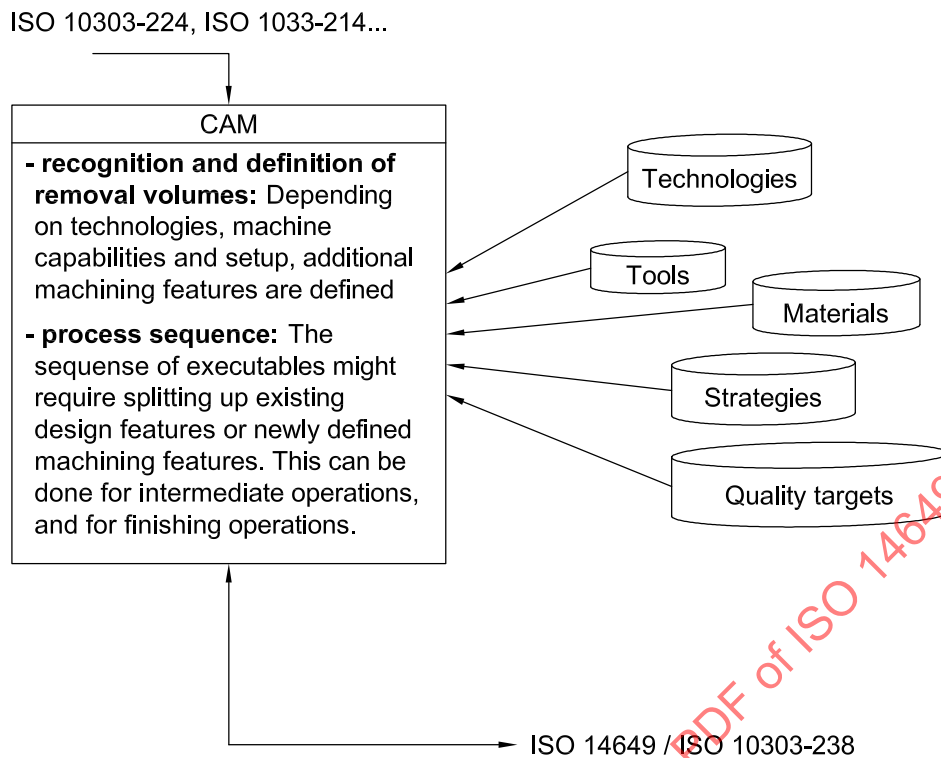 ISO 10303-224, ISO 1033-214...
CAM
- recognition and definition of
removal volumes: Depending
on technologies, machine
capabilities and setup, additional
machining features are defined
- process sequence: The
sequense of executables might
require splitting up existing
design features or newly defined
machining features. This can be
done for intermediate operations,
and for finishing operations.
Technologies
Tools
Materials
Strategies
Quality targets
PDF of ISO 14649
ISO 14649 / ISO 10303-238